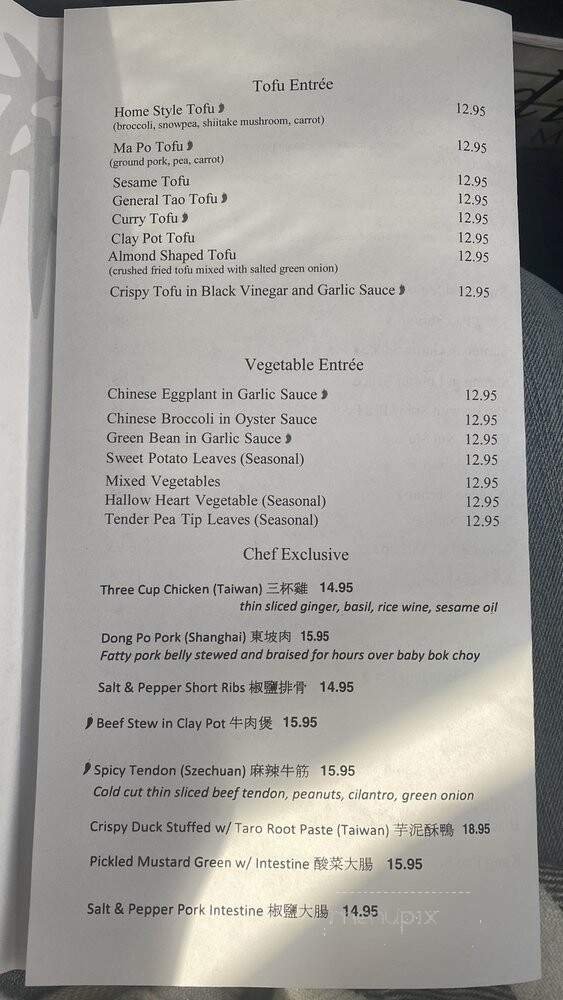 Tofu Entrée
Home Style Tofu 12.95
(broccoli, snowpea, shiitake mushroom, carrot)
Ma Po Tofu 12.95
(ground pork, pea, carrot)
Sesame Tofu 12.95
General Tao Tofu 12.95
Curry Tofu 12.95
Clay Pot Tofu 12.95
Almond Shaped Tofu 12.95
(crushed fried tofu mixed with salted green onion)
Crispy Tofu in Black Vinegar and Garlic Sauce 12.95
Vegetable Entrée
Chinese Eggplant in Garlic Sauce 12.95
Chinese Broccoli in Oyster Sauce 12.95
Green Bean in Garlic Sauce 12.95
Sweet Potato Leaves (Seasonal) 12.95
Mixed Vegetables 12.95
Hallow Heart Vegetable (Seasonal) 12.95
Tender Pea Tip Leaves (Seasonal) 12.95
Chef Exclusive
Three Cup Chicken (Taiwan) 三杯雞 14.95
thin sliced ginger, basil, rice wine, sesame oil
Dong Po Pork (Shanghai) 東坡肉 15.95
Fatty pork belly stewed and braised for hours over baby bok choy
Salt & Pepper Short Ribs 椒鹽排骨 14.95
Beef Stew in Clay Pot 牛肉煲 15.95
Spicy Tendon (Szechuan) 麻辣牛筋 15.95
Cold cut thin sliced beef tendon, peanuts, cilantro, green onion
Crispy Duck Stuffed w/ Taro Root Paste (Taiwan) 芋泥酥鴨 18.95
Pickled Mustard Green w/ Intestine 酸菜大腸 15.95
Salt & Pepper Pork Intestine 椒鹽大腸 14.95
menupix